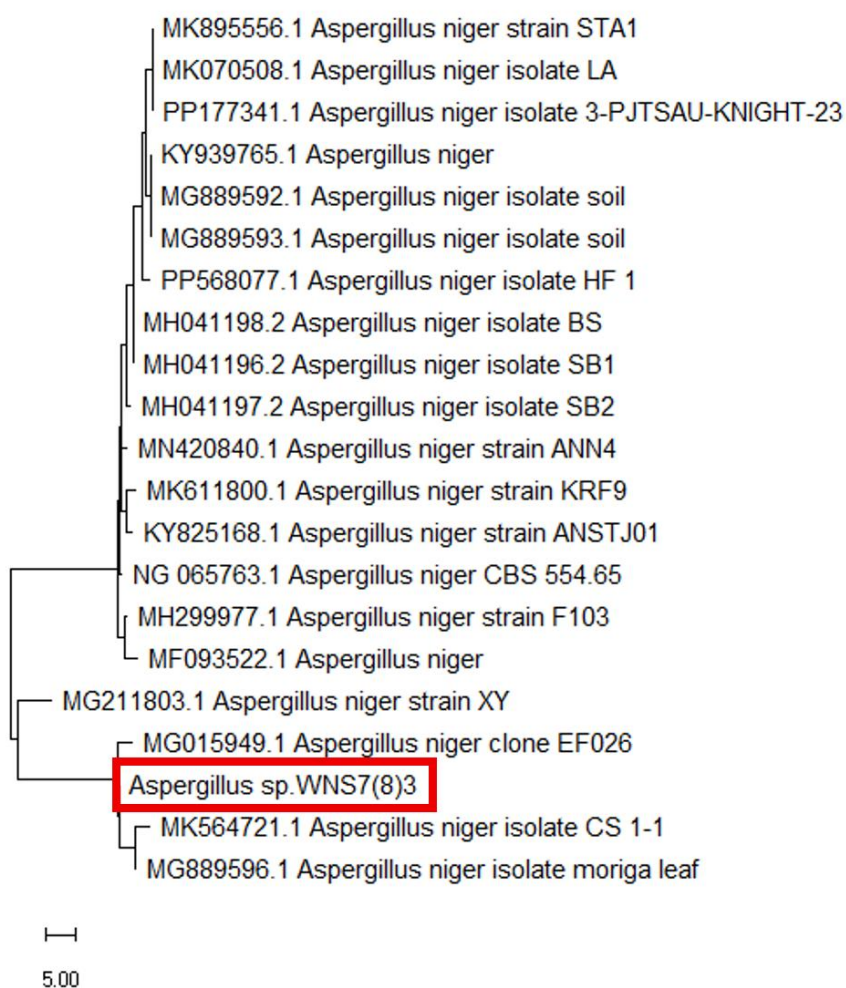 MK895556.1 Aspergillus niger strain STA1
MK070508.1 Aspergillus niger isolate LA
PP177341.1 Aspergillus niger isolate 3-PJTSAU-KNIGHT-23
KY939765.1 Aspergillus niger
MG889592.1 Aspergillus niger isolate soil
MG889593.1 Aspergillus niger isolate soil
PP568077.1 Aspergillus niger isolate HF 1
MH041198.2 Aspergillus niger isolate BS
MH041196.2 Aspergillus niger isolate SB1
MH041197.2 Aspergillus niger isolate SB2
MN420840.1 Aspergillus niger strain ANN4
MK611800.1 Aspergillus niger strain KRF9
KY825168.1 Aspergillus niger strain ANSTJ01
NG 065763.1 Aspergillus niger CBS 554.65
MH299977.1 Aspergillus niger strain F103
MF093522.1 Aspergillus niger
MG211803.1 Aspergillus niger strain XY
MG015949.1 Aspergillus niger clone EF026
Aspergillus sp.WNS7(8)3
MK564721.1 Aspergillus niger isolate CS 1-1
MG889596.1 Aspergillus niger isolate moriga leaf
5.00